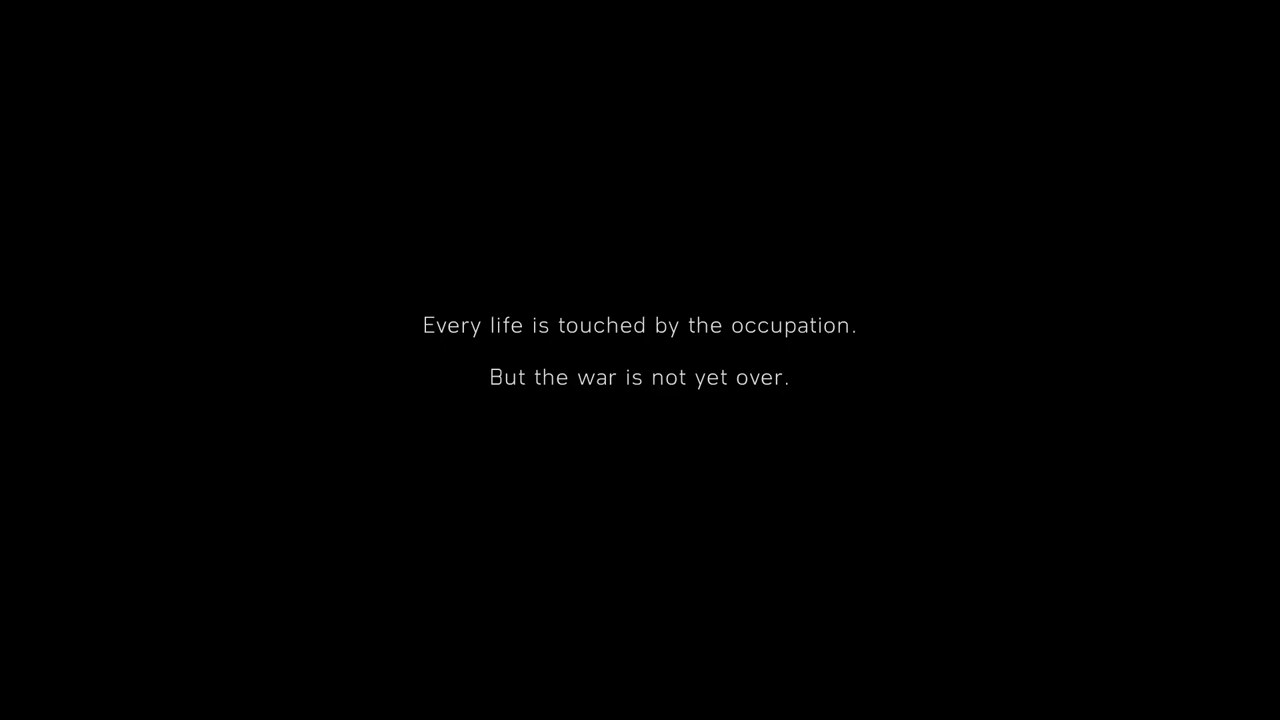 Every life is touched by the occupation.
But the war is not yet over.